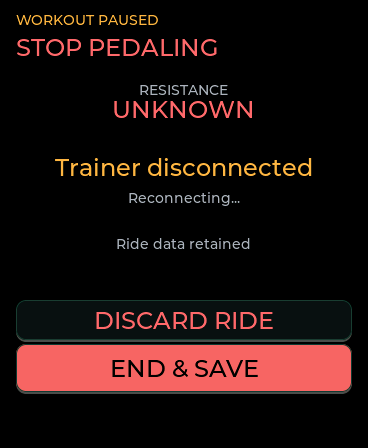 WORKOUT PAUSED
STOP PEDALING
RESISTANCE
UNKNOWN
Trainer disconnected
Reconnecting...
Ride data retained
DISCARD RIDE
END & SAVE